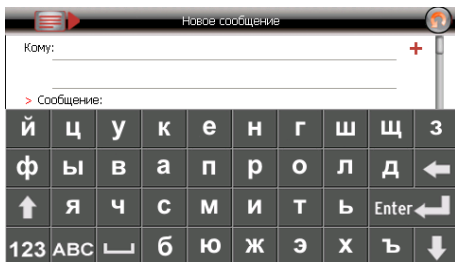 Новое сообщение
Кому:
> Сообщение:
й ц у к е н г ш щ з
ф ы в а п р о л д
я ч с м и т ь Enter
123 ABC б ю ж э х ъ